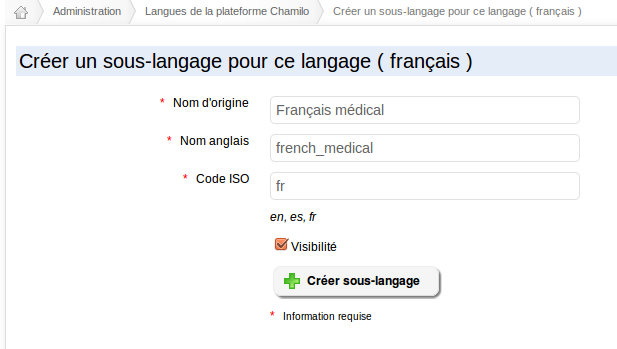 Administration Langues de la plateforme Chamilo Créer un sous-langage pour ce langage ( français )
Créer un sous-langage pour ce langage ( français )
* Nom d'origine Français médical
* Nom anglais french_medical
* Code ISO fr
en, es, fr
Visibilité
Créer sous-langage
* Information requise